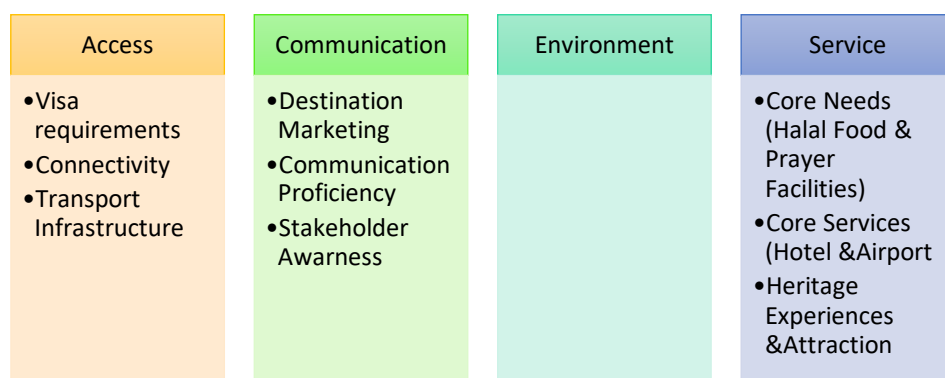 Access
•Visa
requirements
•Connectivity
•Transport
Infrastructure
Communication
•Destination
Marketing
•Communication
Proficiency
•Stakeholder
Awarness
Environment
Service
•Core Needs
(Halal Food &
Prayer
Facilities)
•Core Services
(Hotel &Airport
•Heritage
Experiences
&Attraction